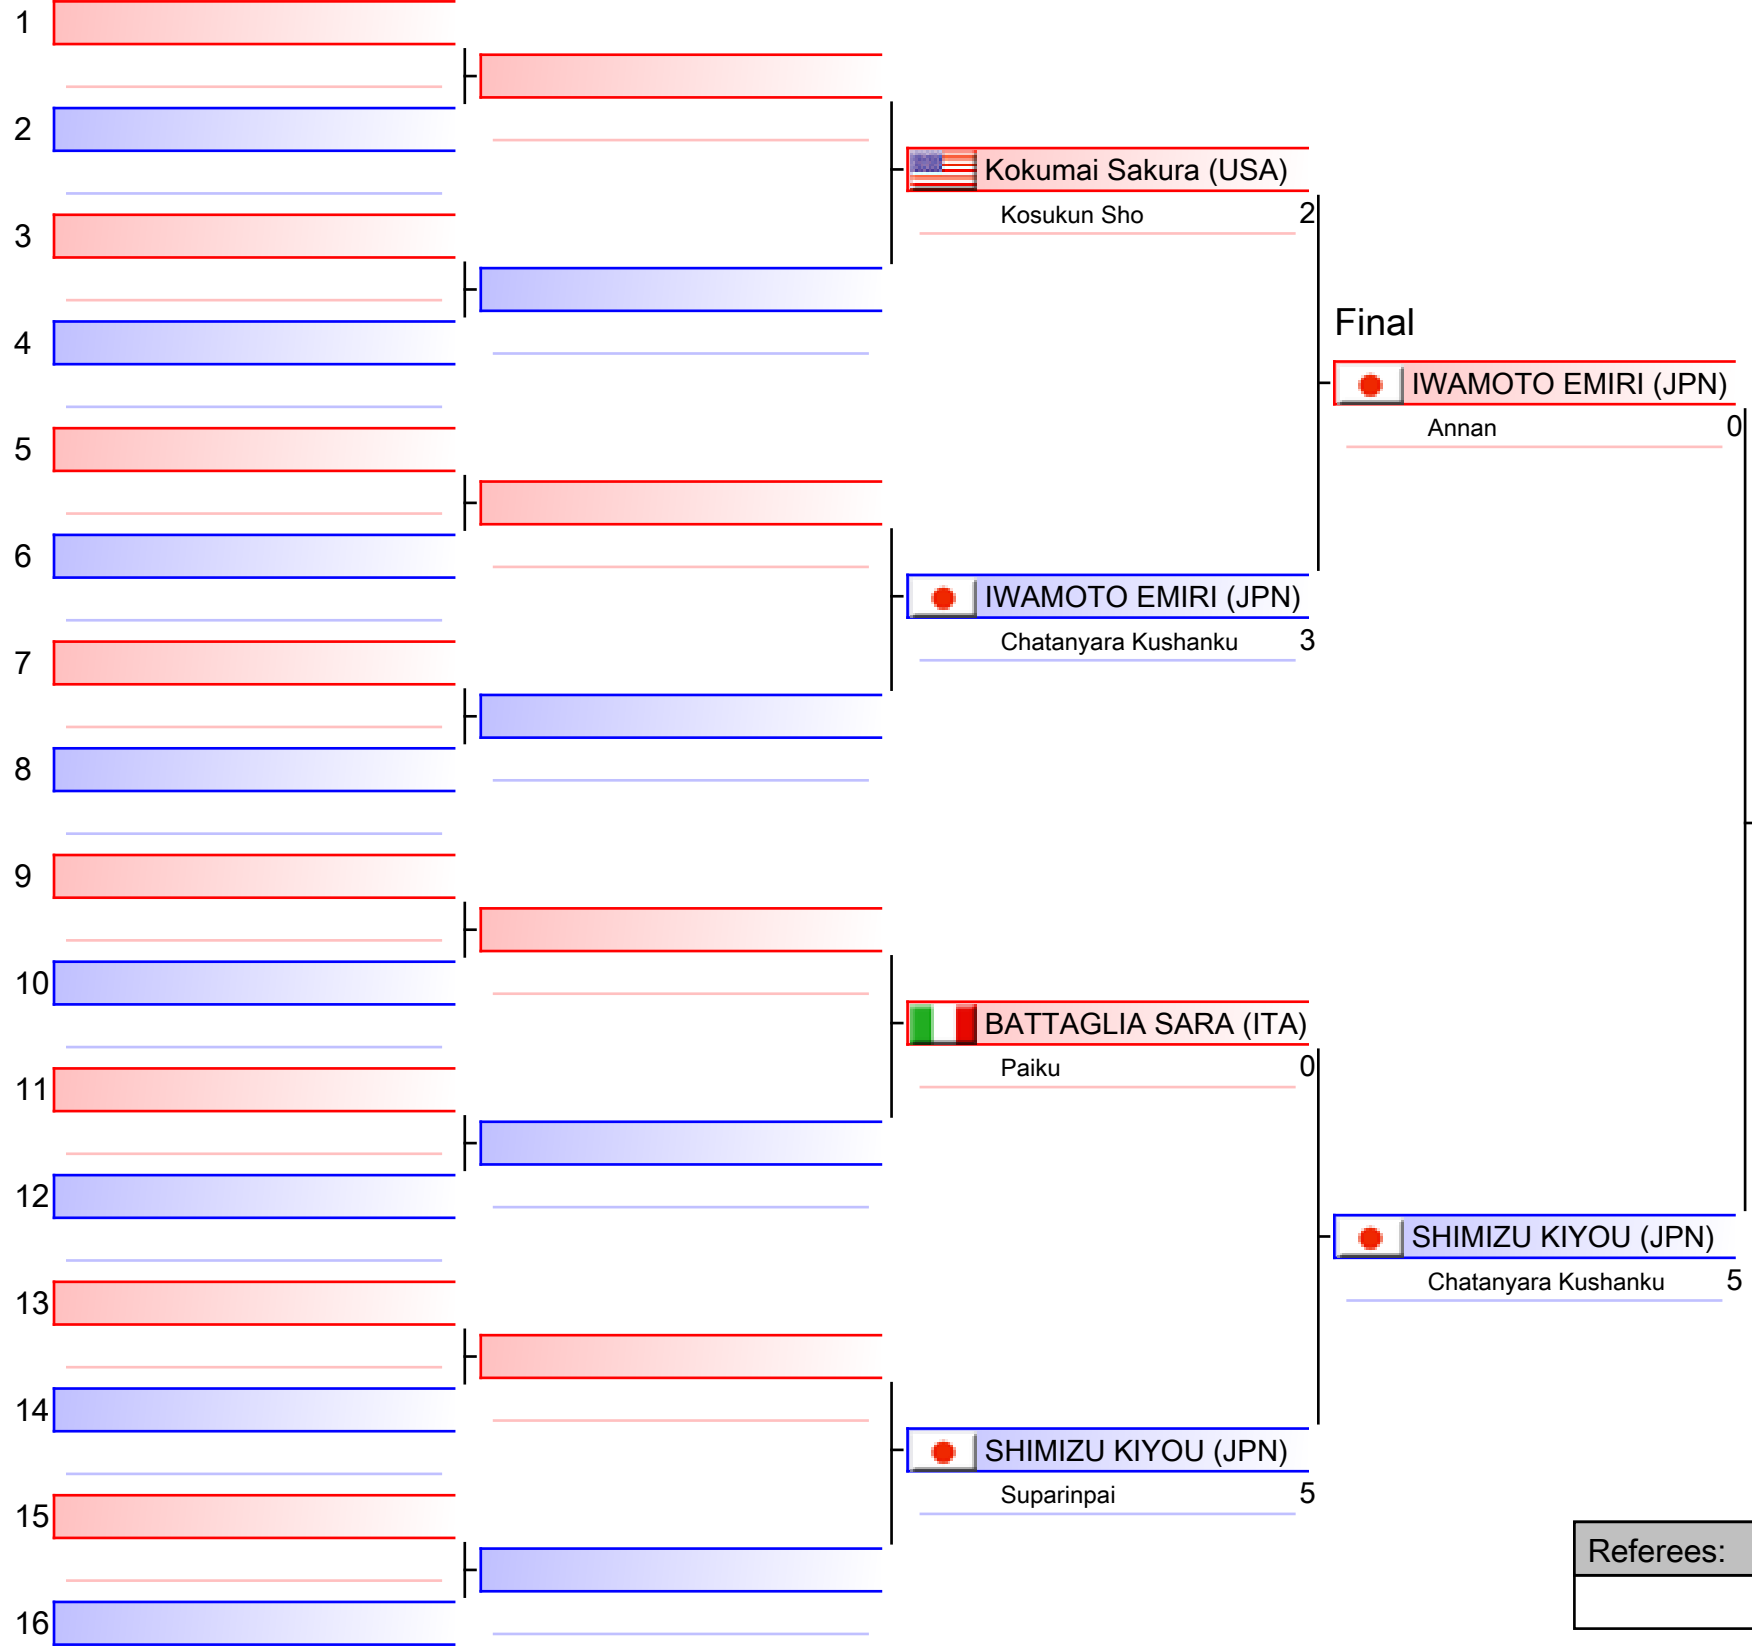 1
2
Kokumai Sakura (USA)
Kosukun Sho 2
3
Final
4
IWAMOTO EMIRI (JPN)
Annan 0
5
6
IWAMOTO EMIRI (JPN)
Chatanyara Kushanku 3
7
8
9
10
BATTAGLIA SARA (ITA)
Paiku 0
11
12
SHIMIZU KIYOU (JPN)
Chatanyara Kushanku 5
13
14
SHIMIZU KIYOU (JPN)
Suparinpai 5
15
Referees:
16